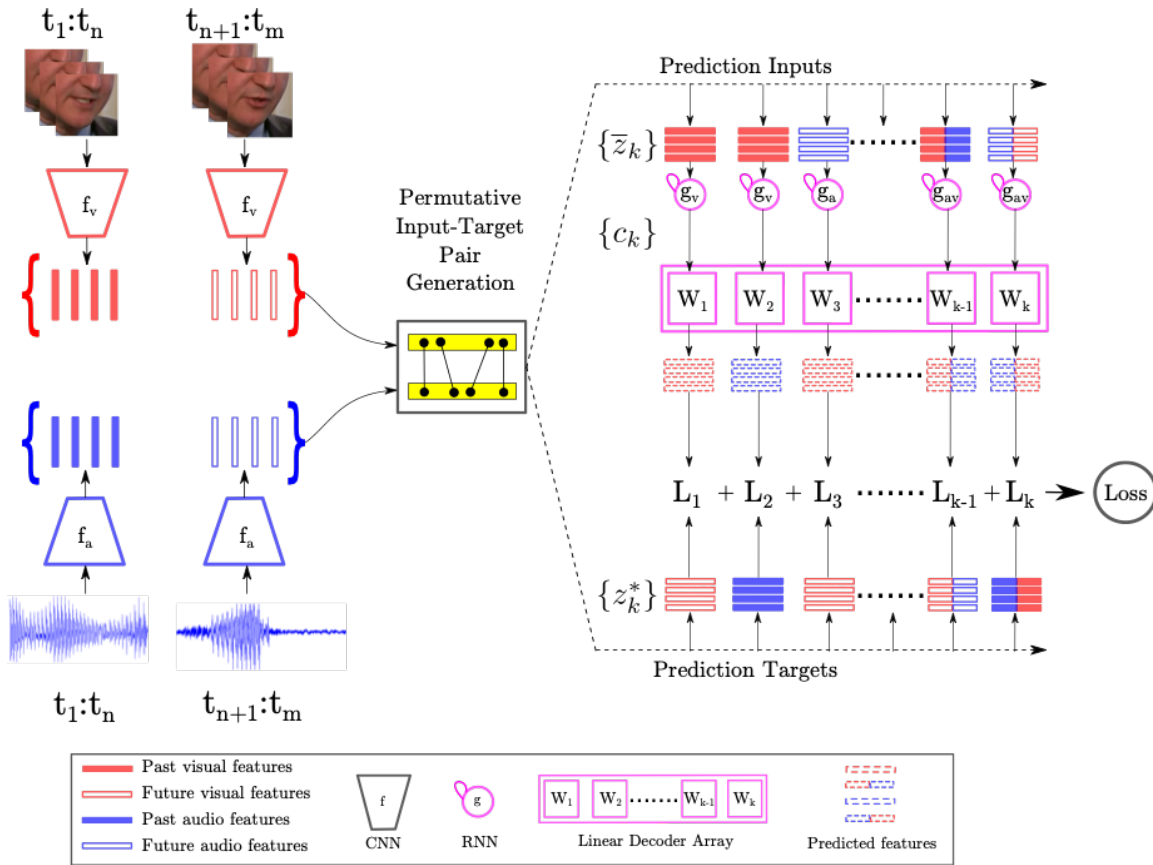 t₁:tₙ
tₙ₊₁:tₘ
fᵥ
fᵥ
fₐ
fₐ
t₁:tₙ
tₙ₊₁:tₘ
Permutative
Input-Target
Pair
Generation
Prediction Inputs
{z̅ₖ}
gᵥ gᵥ gₐ gₐᵥ gₐᵥ
{cₖ}
W₁ W₂ W₃ ······· Wₖ₋₁ Wₖ
L₁ + L₂ + L₃ ······· Lₖ₋₁ + Lₖ
Loss
{z*ₖ}
Prediction Targets
Past visual features
Future visual features
Past audio features
Future audio features
f
CNN
g
RNN
W₁ W₂ ······· Wₖ₋₁ Wₖ
Linear Decoder Array
Predicted features